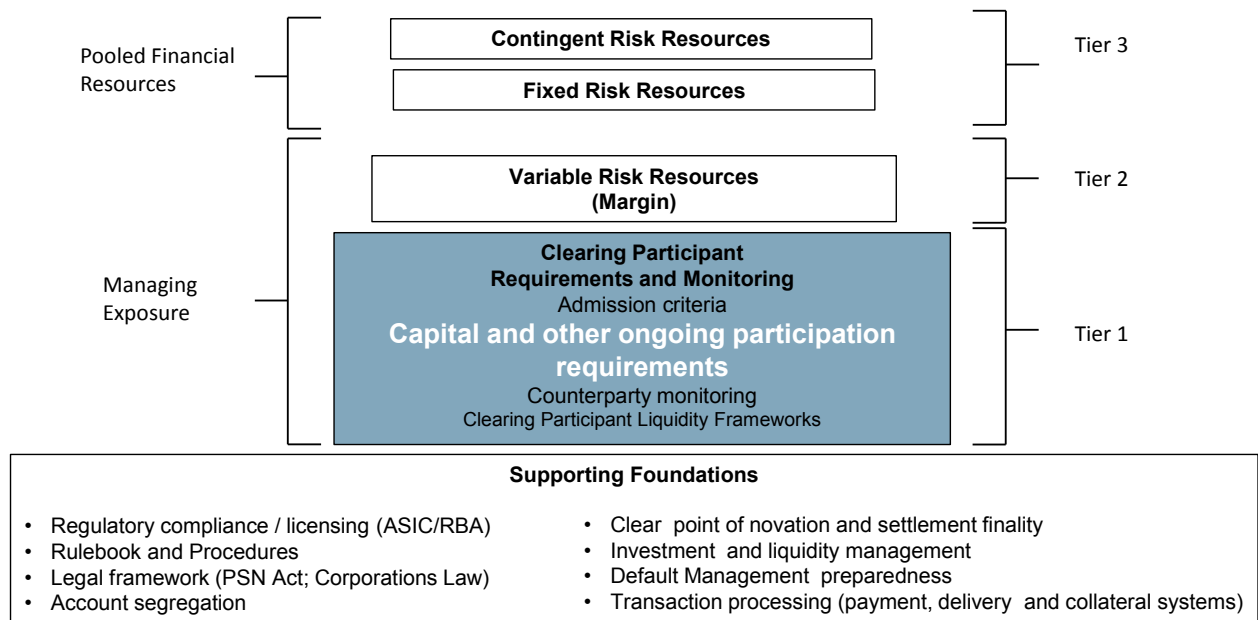 Pooled Financial
Resources
Contingent Risk Resources
Fixed Risk Resources
Tier 3
Variable Risk Resources
(Margin)
Tier 2
Managing
Exposure
Clearing Participant
Requirements and Monitoring
Admission criteria
Capital and other ongoing participation
requirements
Counterparty monitoring
Clearing Participant Liquidity Frameworks
Tier 1
Supporting Foundations
• Regulatory compliance / licensing (ASIC/RBA)
• Rulebook and Procedures
• Legal framework (PSN Act; Corporations Law)
• Account segregation
• Clear point of novation and settlement finality
• Investment and liquidity management
• Default Management preparedness
• Transaction processing (payment, delivery and collateral systems)